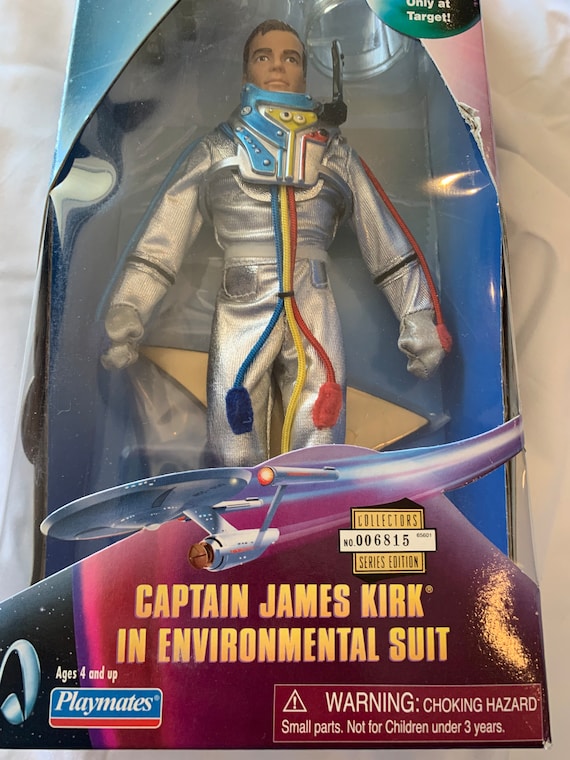 Only at
Target!
COLLECTORS
65601
NO. 006815
SERIES EDITION
CAPTAIN JAMES KIRK®
IN ENVIRONMENTAL SUIT
Ages 4 and up
Playmates®
WARNING: CHOKING HAZARD
Small parts. Not for Children under 3 years.